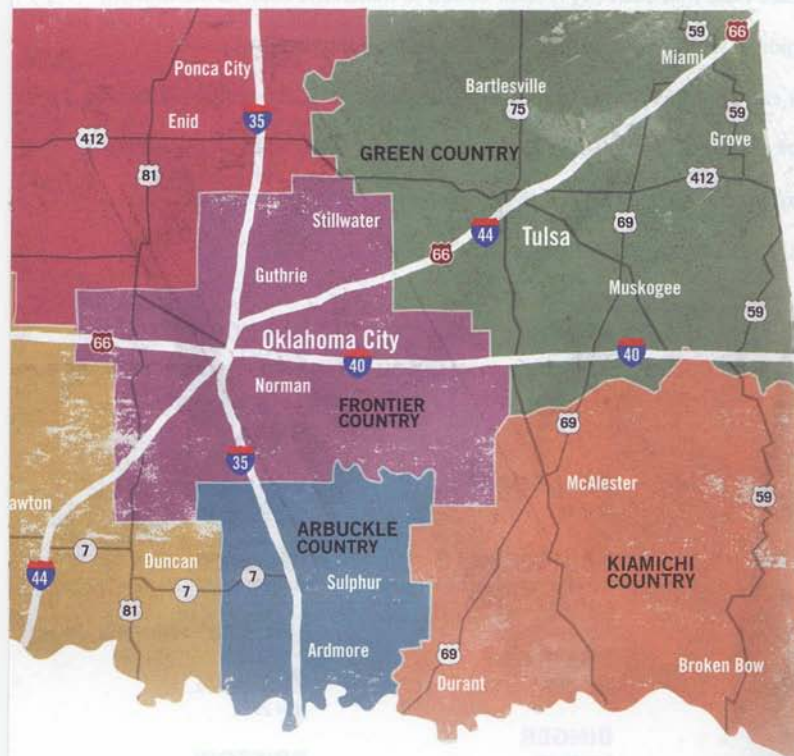 59
66
Ponca City
Miami
Bartlesville
75
35
Enid
59
412
Grove
GREEN COUNTRY
81
412
Stillwater
69
44
Tulsa
66
Guthrie
Muskogee
59
66
Oklahoma City
40
40
Norman
FRONTIER
COUNTRY
69
35
McAlester
59
awton
ARBUCKLE
COUNTRY
7
Duncan
7
KIAMICHI
COUNTRY
44
7
Sulphur
81
Ardmore
69
Broken Bow
Durant